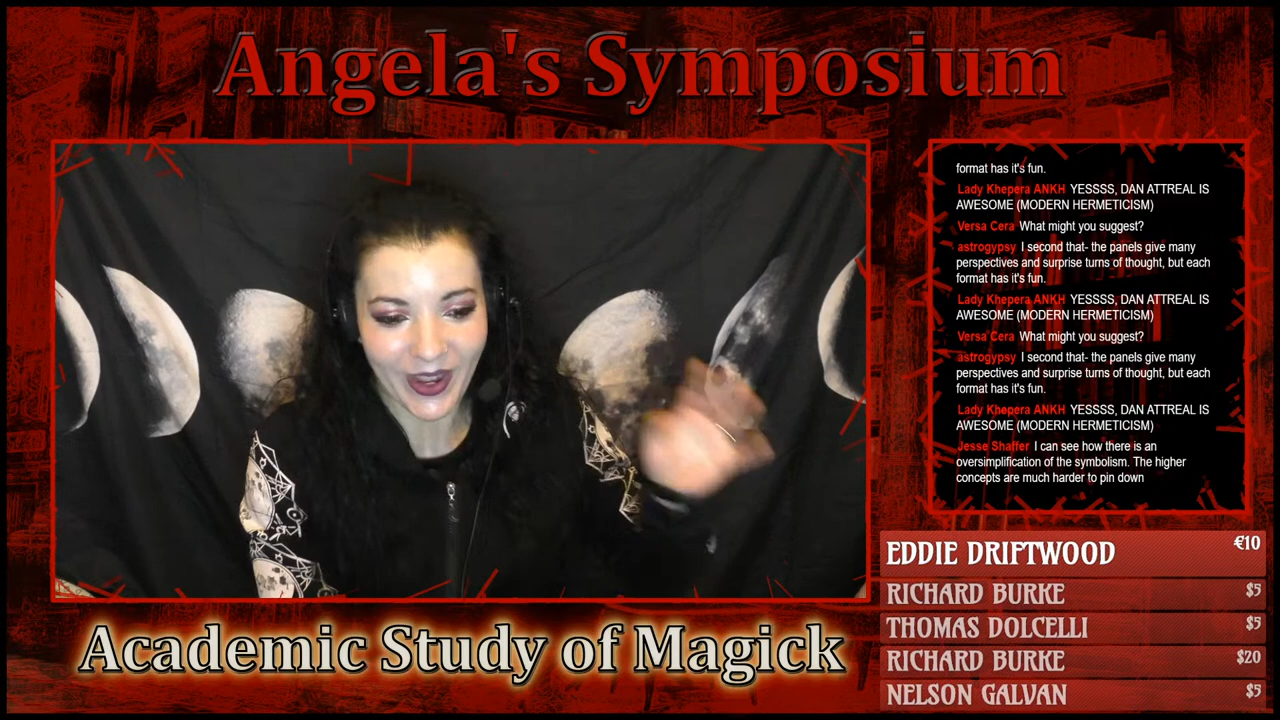 Angela's Symposium
format has it's fun.
Lady Khepera ANKH YESSSS, DAN ATTREAL IS
AWESOME (MODERN HERMETICISM)
Versa Cera What might you suggest?
astrogypsy I second that- the panels give many
perspectives and surprise turns of thought, but each
format has it's fun.
Lady Khepera ANKH YESSSS, DAN ATTREAL IS
AWESOME (MODERN HERMETICISM)
Versa Cera What might you suggest?
astrogypsy I second that- the panels give many
perspectives and surprise turns of thought, but each
format has it's fun.
Lady Khepera ANKH YESSSS, DAN ATTREAL IS
AWESOME (MODERN HERMETICISM)
Jesse Shaffer I can see how there is an
oversimplification of the symbolism. The higher
concepts are much harder to pin down
EDDIE DRIFTWOOD €10
RICHARD BURKE $5
THOMAS DOLCELLI $5
RICHARD BURKE $20
NELSON GALVAN $5
Academic Study of Magick